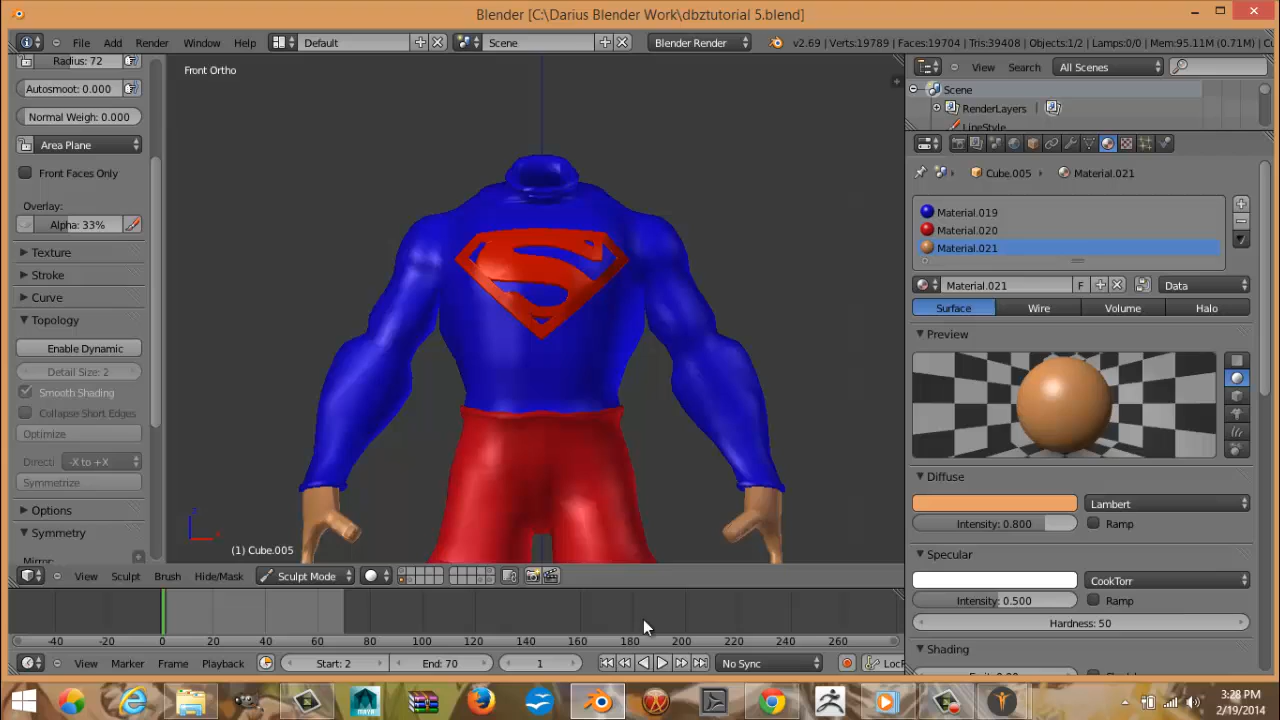 Blender [C:\Darius Blender Work\dbztutorial 5.blend]
File Add Render Window Help Default Scene Blender Render v2.69 | Verts:19789 | Faces:19704 | Tris:39408 | Objects:1/2 | Lamps:0/0 | Mem:95.11M (0.71M) | Cu
Radius: 72
Autosmoot: 0.000
Normal Weigh: 0.000
Area Plane
Front Faces Only
Overlay:
Alpha: 33%
Texture
Stroke
Curve
Topology
Enable Dynamic
Detail Size: 2
Smooth Shading
Collapse Short Edges
Optimize
Directi -X to +X
Symmetrize
Options
Symmetry
Mirror:
Front Ortho
(1) Cube.005
View Sculpt Brush Hide/Mask Sculpt Mode
-40 -20 0 20 40 60 80 100 120 140 160 180 200 220 240 260
View Marker Frame Playback Start: 2 End: 70 1 No Sync
View Search All Scenes
Scene
RenderLayers
LineStyle
Cube.005 Material.021
Material.019
Material.020
Material.021
Material.021 F Data
Surface Wire Volume Halo
Preview
Diffuse
Lambert
Intensity: 0.800 Ramp
Specular
CookTorr
Intensity: 0.500 Ramp
Hardness: 50
Shading
3:28 PM
2/19/2014